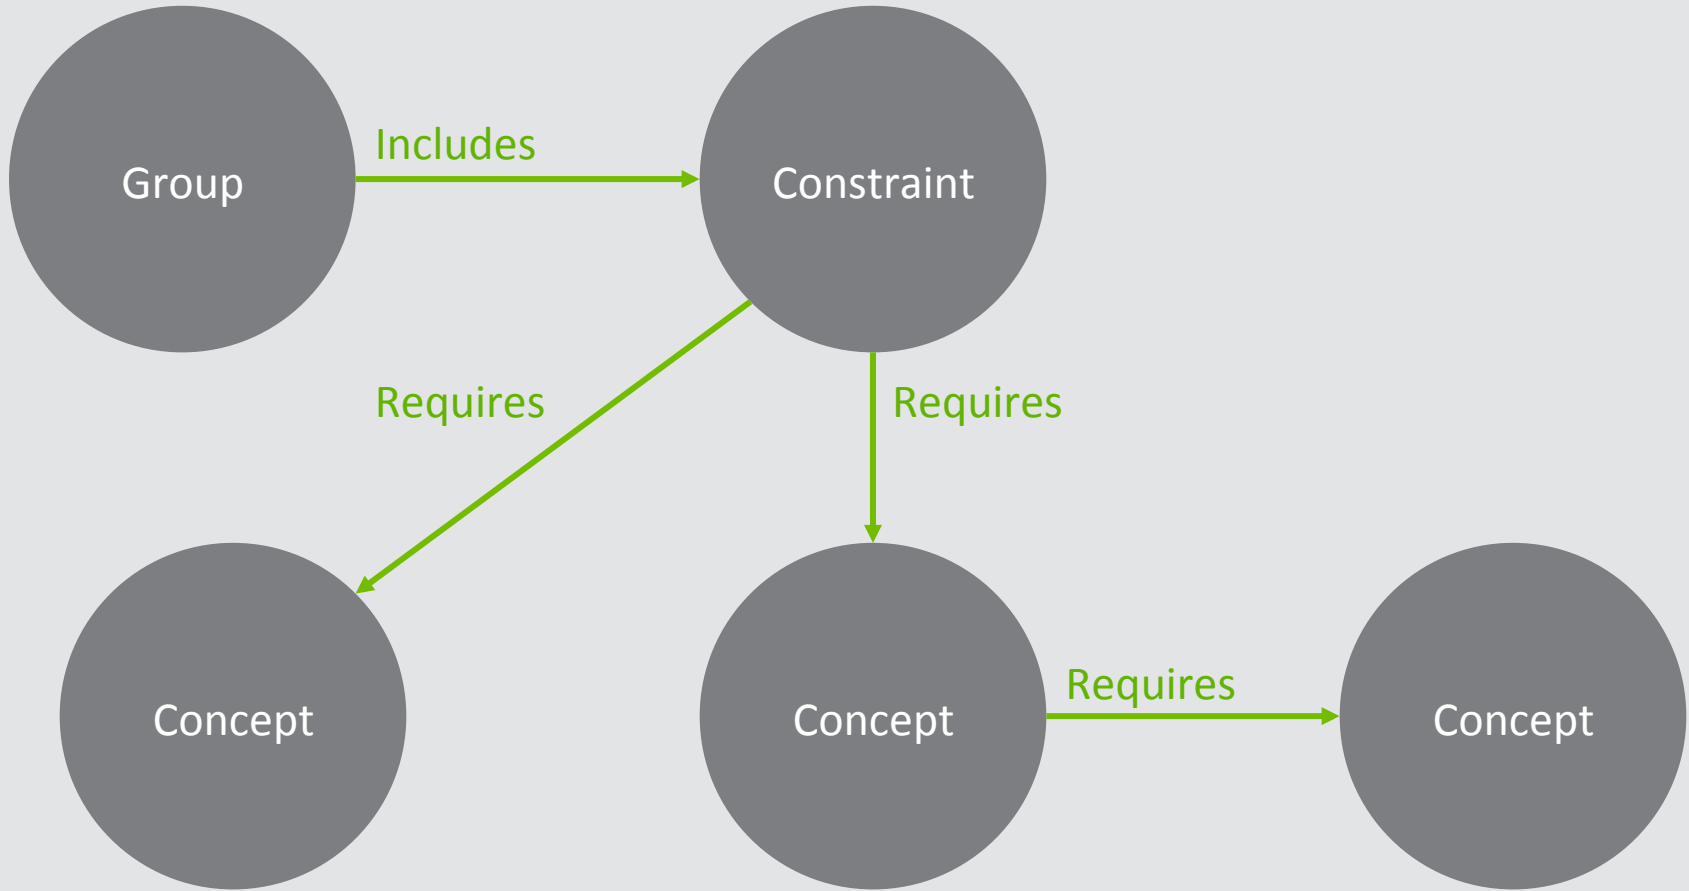 Includes
Group
Constraint
Requires
Requires
Requires
Concept
Concept
Concept